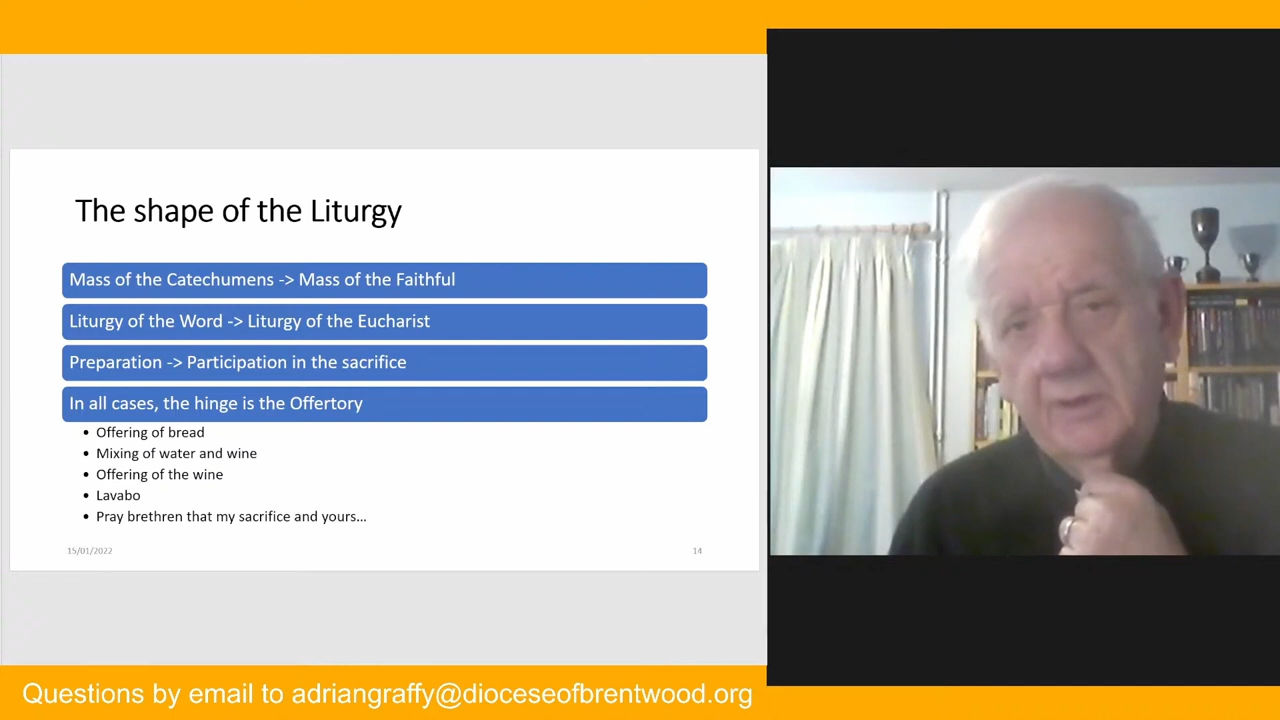 The shape of the Liturgy
Mass of the Catechumens -> Mass of the Faithful
Liturgy of the Word -> Liturgy of the Eucharist
Preparation -> Participation in the sacrifice
In all cases, the hinge is the Offertory
• Offering of bread
• Mixing of water and wine
• Offering of the wine
• Lavabo
• Pray brethren that my sacrifice and yours...
15/01/2022
14
Questions by email to adriangraffy@dioceseofbrentwood.org